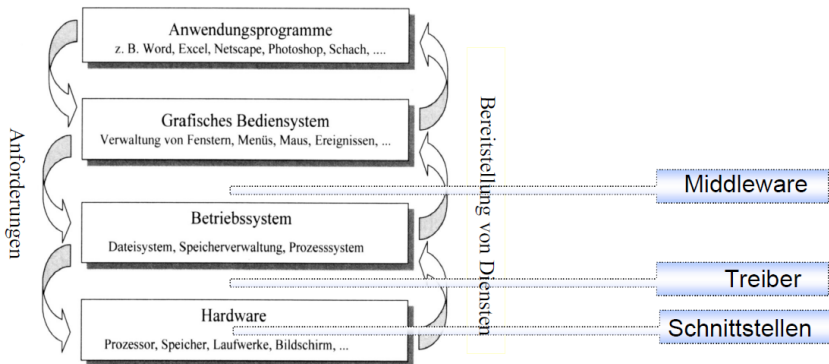 Anwendungsprogramme
z. B. Word, Excel, Netscape, Photoshop, Schach, ....
Grafisches Bediensystem
Verwaltung von Fenstern, Menüs, Maus, Ereignissen, ...
Betriebssystem
Dateisystem, Speicherverwaltung, Prozesssystem
Hardware
Prozessor, Speicher, Laufwerke, Bildschirm, ...
Anforderungen
Bereitstellung von Diensten
Middleware
Treiber
Schnittstellen